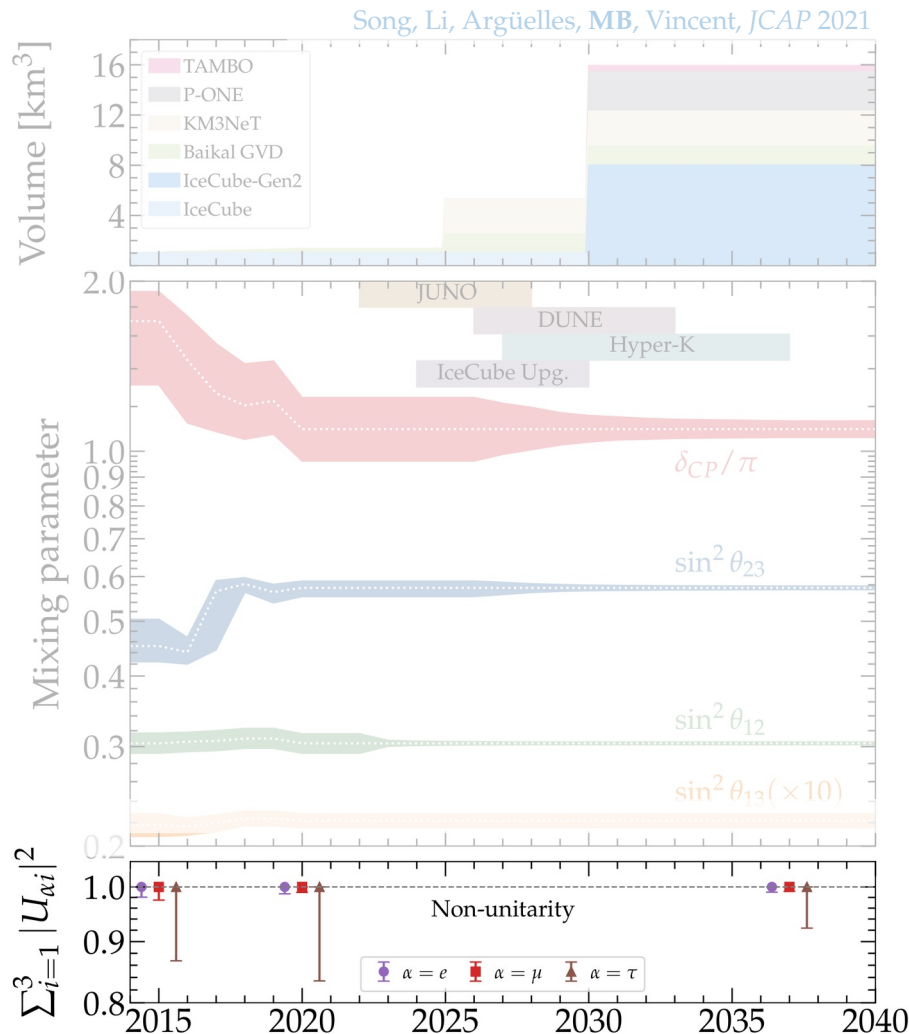 Song, Li, Argüelles, MB, Vincent, JCAP 2021
Volume [km³]
16
12
8
4
TAMBO
P-ONE
KM3NeT
Baikal GVD
IceCube-Gen2
IceCube
Mixing parameter
2.0
1.0
0.9
0.8
0.7
0.6
0.5
0.4
0.3
0.2
JUNO
DUNE
Hyper-K
IceCube Upg.
δCP/π
sin² θ₂₃
sin² θ₁₂
sin² θ₁₃(×10)
Σ³ᵢ₌₁ |Uαi|²
1.0
0.9
0.8
Non-unitarity
α = e α = μ α = τ
2015 2020 2025 2030 2035 2040